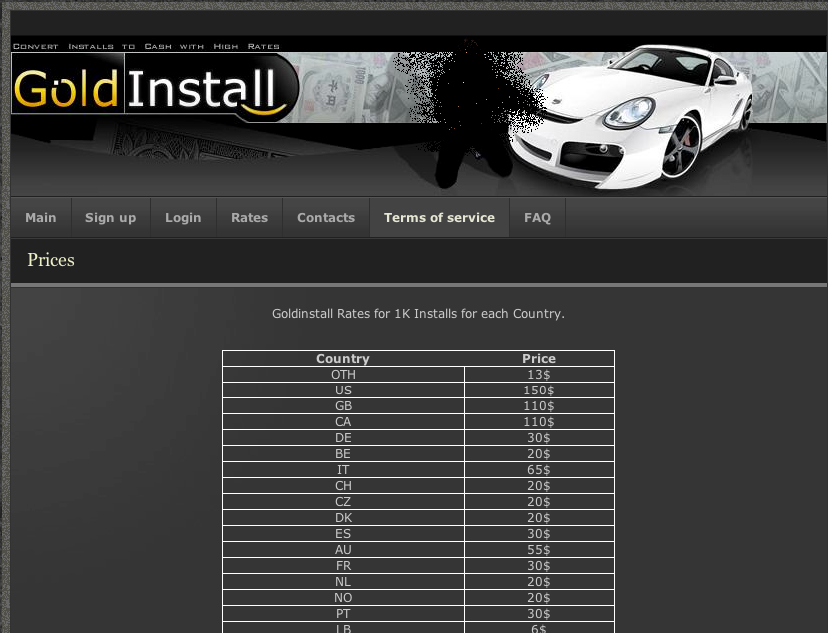 Convert Installs to Cash with High Rates
GoldInstall
Main Sign up Login Rates Contacts Terms of service FAQ
Prices
Goldinstall Rates for 1K Installs for each Country.
Country Price
OTH 13$
US 150$
GB 110$
CA 110$
DE 30$
BE 20$
IT 65$
CH 20$
CZ 20$
DK 20$
ES 30$
AU 55$
FR 30$
NL 20$
NO 20$
PT 30$
LB 6$